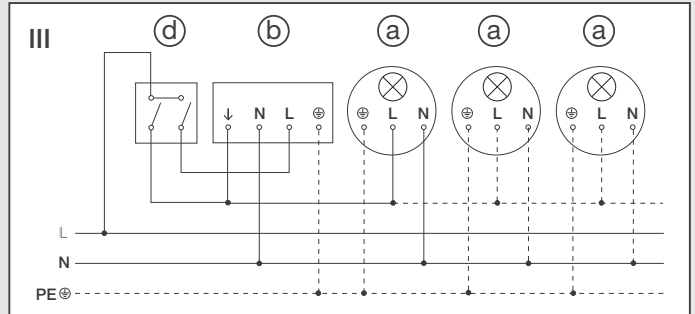 III d b a a a
↓ N L ⏚ ⏚ L N ⏚ L N ⏚ L N
L
N
PE ⏚